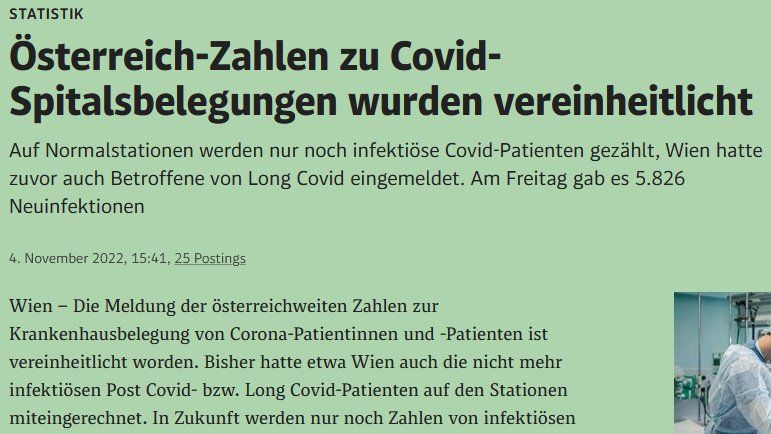 STATISTIK
Österreich-Zahlen zu Covid-
Spitalsbelegungen wurden vereinheitlicht
Auf Normalstationen werden nur noch infektiöse Covid-Patienten gezählt, Wien hatte
zuvor auch Betroffene von Long Covid eingemeldet. Am Freitag gab es 5.826
Neuinfektionen
4. November 2022, 15:41, 25 Postings
Wien – Die Meldung der österreichweiten Zahlen zur
Krankenhausbelegung von Corona-Patientinnen und -Patienten ist
vereinheitlicht worden. Bisher hatte etwa Wien auch die nicht mehr
infektiösen Post Covid- bzw. Long Covid-Patienten auf den Stationen
miteingerechnet. In Zukunft werden nur noch Zahlen von infektiösen